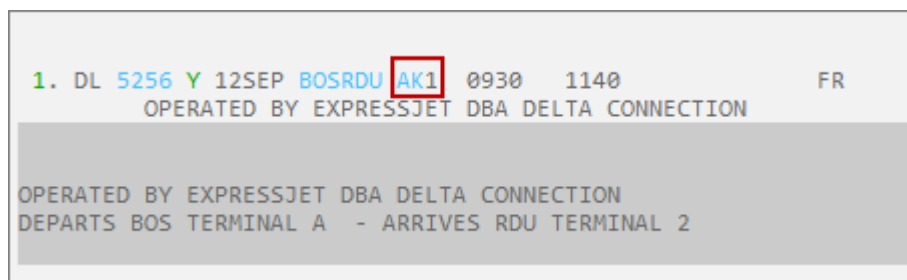 1. DL 5256 Y 12SEP BOSRDU AK1 0930 1140 FR
OPERATED BY EXPRESSJET DBA DELTA CONNECTION
OPERATED BY EXPRESSJET DBA DELTA CONNECTION
DEPARTS BOS TERMINAL A - ARRIVES RDU TERMINAL 2